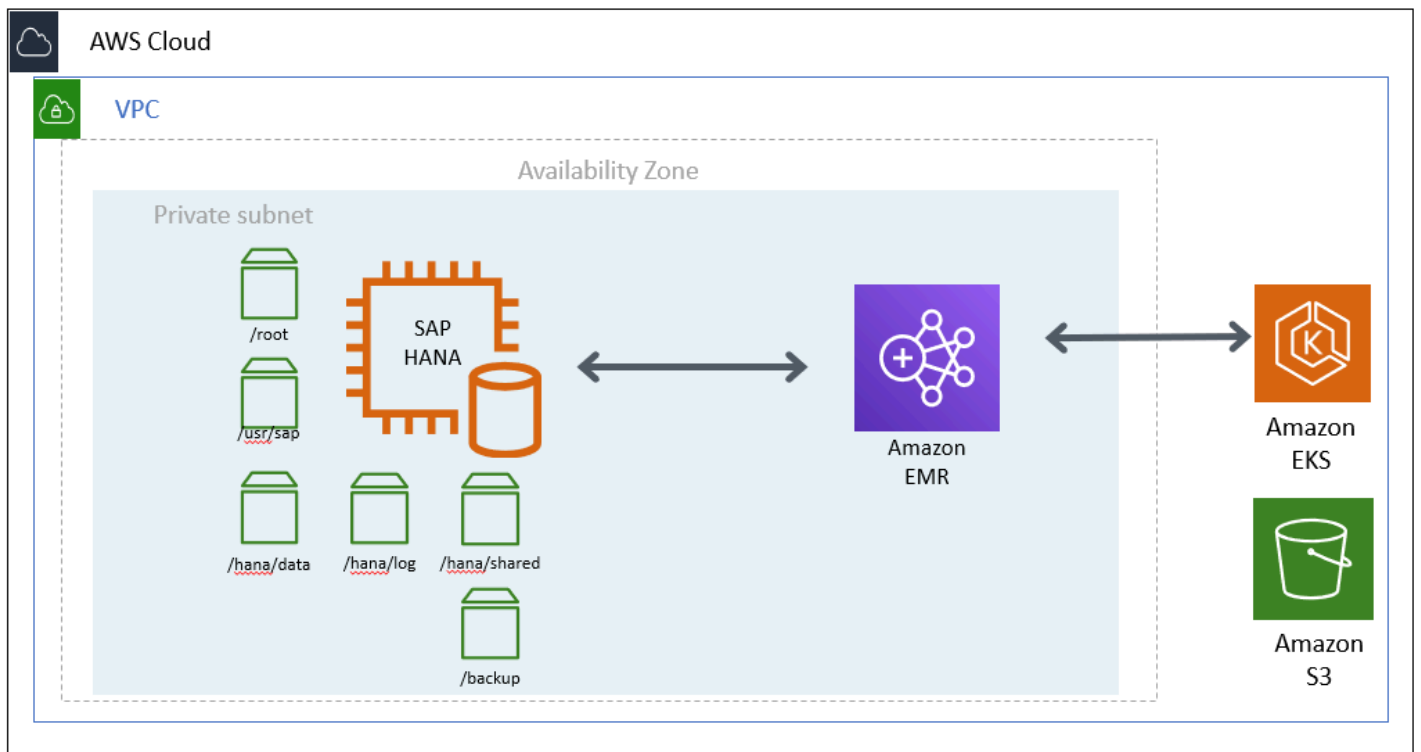 AWS Cloud
VPC
Availability Zone
Private subnet
/root
SAP
HANA
/usr/sap
Amazon
EMR
K
Amazon
EKS
/hana/data
/hana/log
/hana/shared
/backup
Amazon
S3